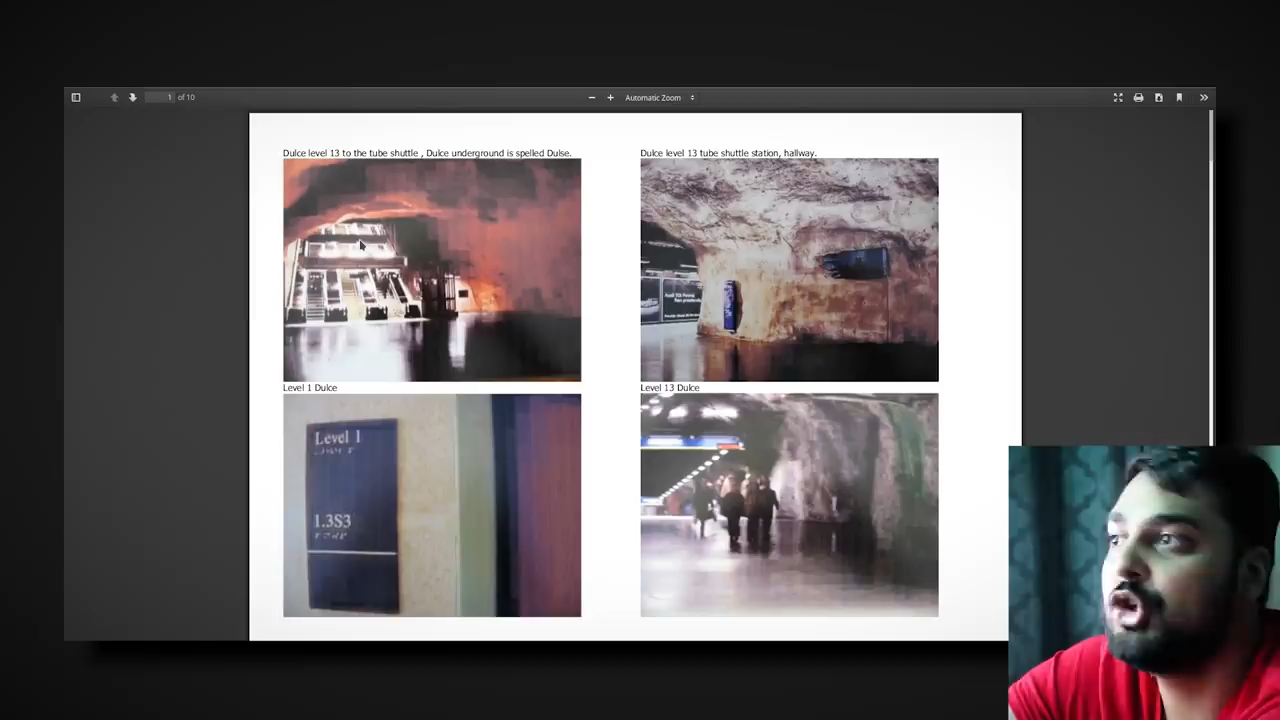 1 of 10
Automatic Zoom
Dulce level 13 to the tube shuttle , Dulce underground is spelled Dulse.
Dulce level 13 tube shuttle station, hallway.
Level 1 Dulce
Level 13 Dulce
Level 1
1.3S3